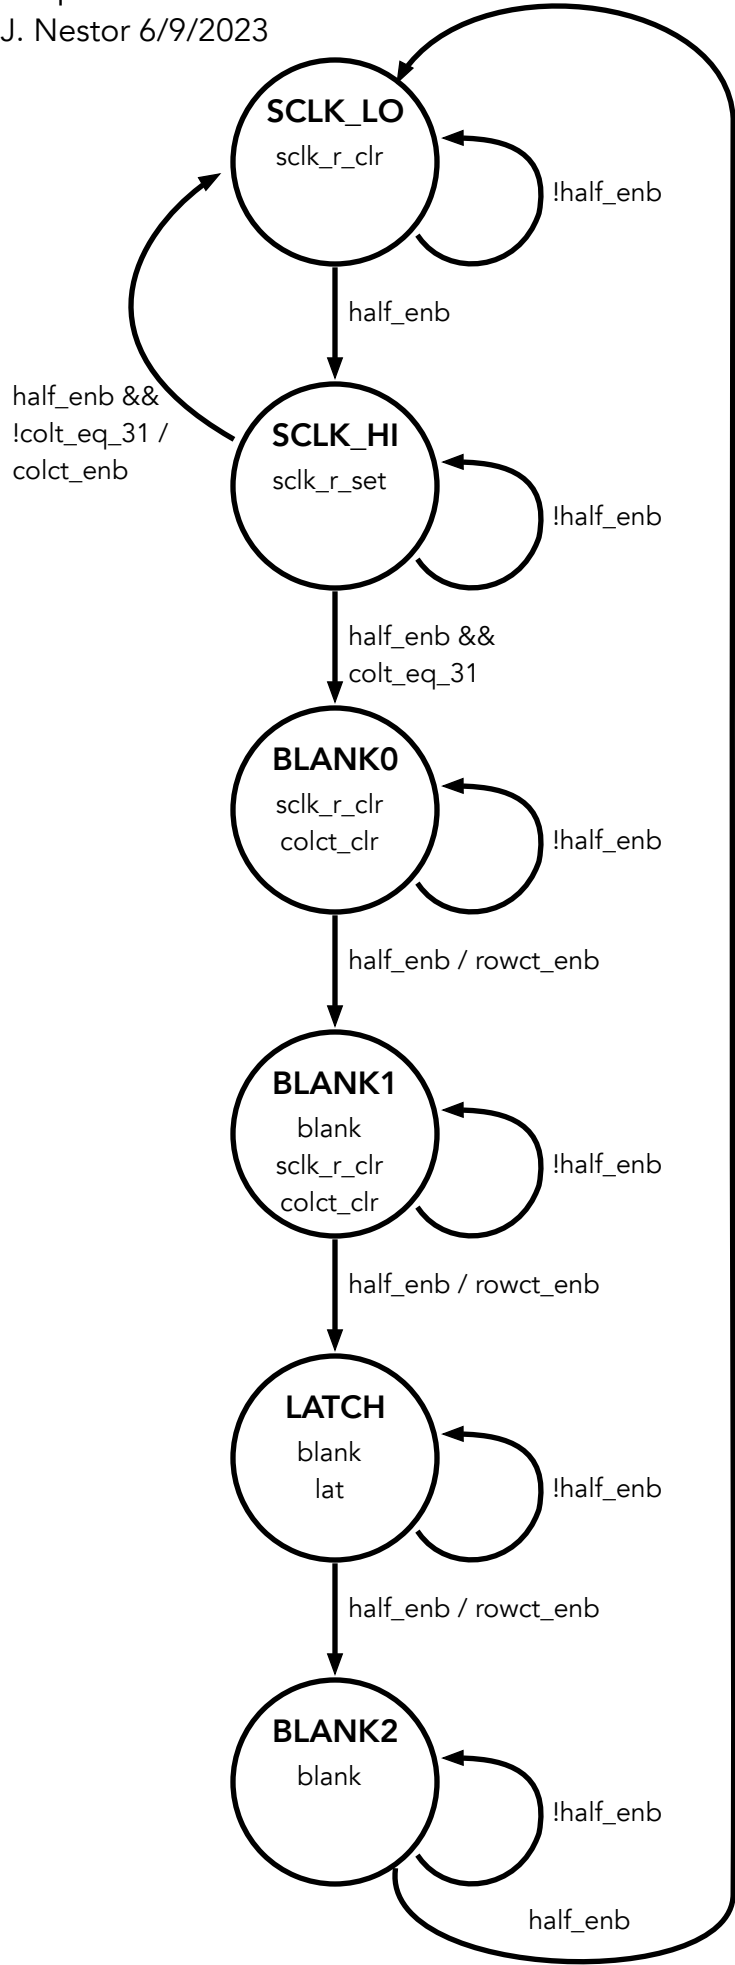 J. Nestor 6/9/2023
SCLK_LO
sclk_r_clr
!half_enb
half_enb
half_enb &&
!colt_eq_31 /
colct_enb
SCLK_HI
sclk_r_set
!half_enb
half_enb &&
colt_eq_31
BLANK0
sclk_r_clr
colct_clr
!half_enb
half_enb / rowct_enb
BLANK1
blank
sclk_r_clr
colct_clr
!half_enb
half_enb / rowct_enb
LATCH
blank
lat
!half_enb
half_enb / rowct_enb
BLANK2
blank
!half_enb
half_enb